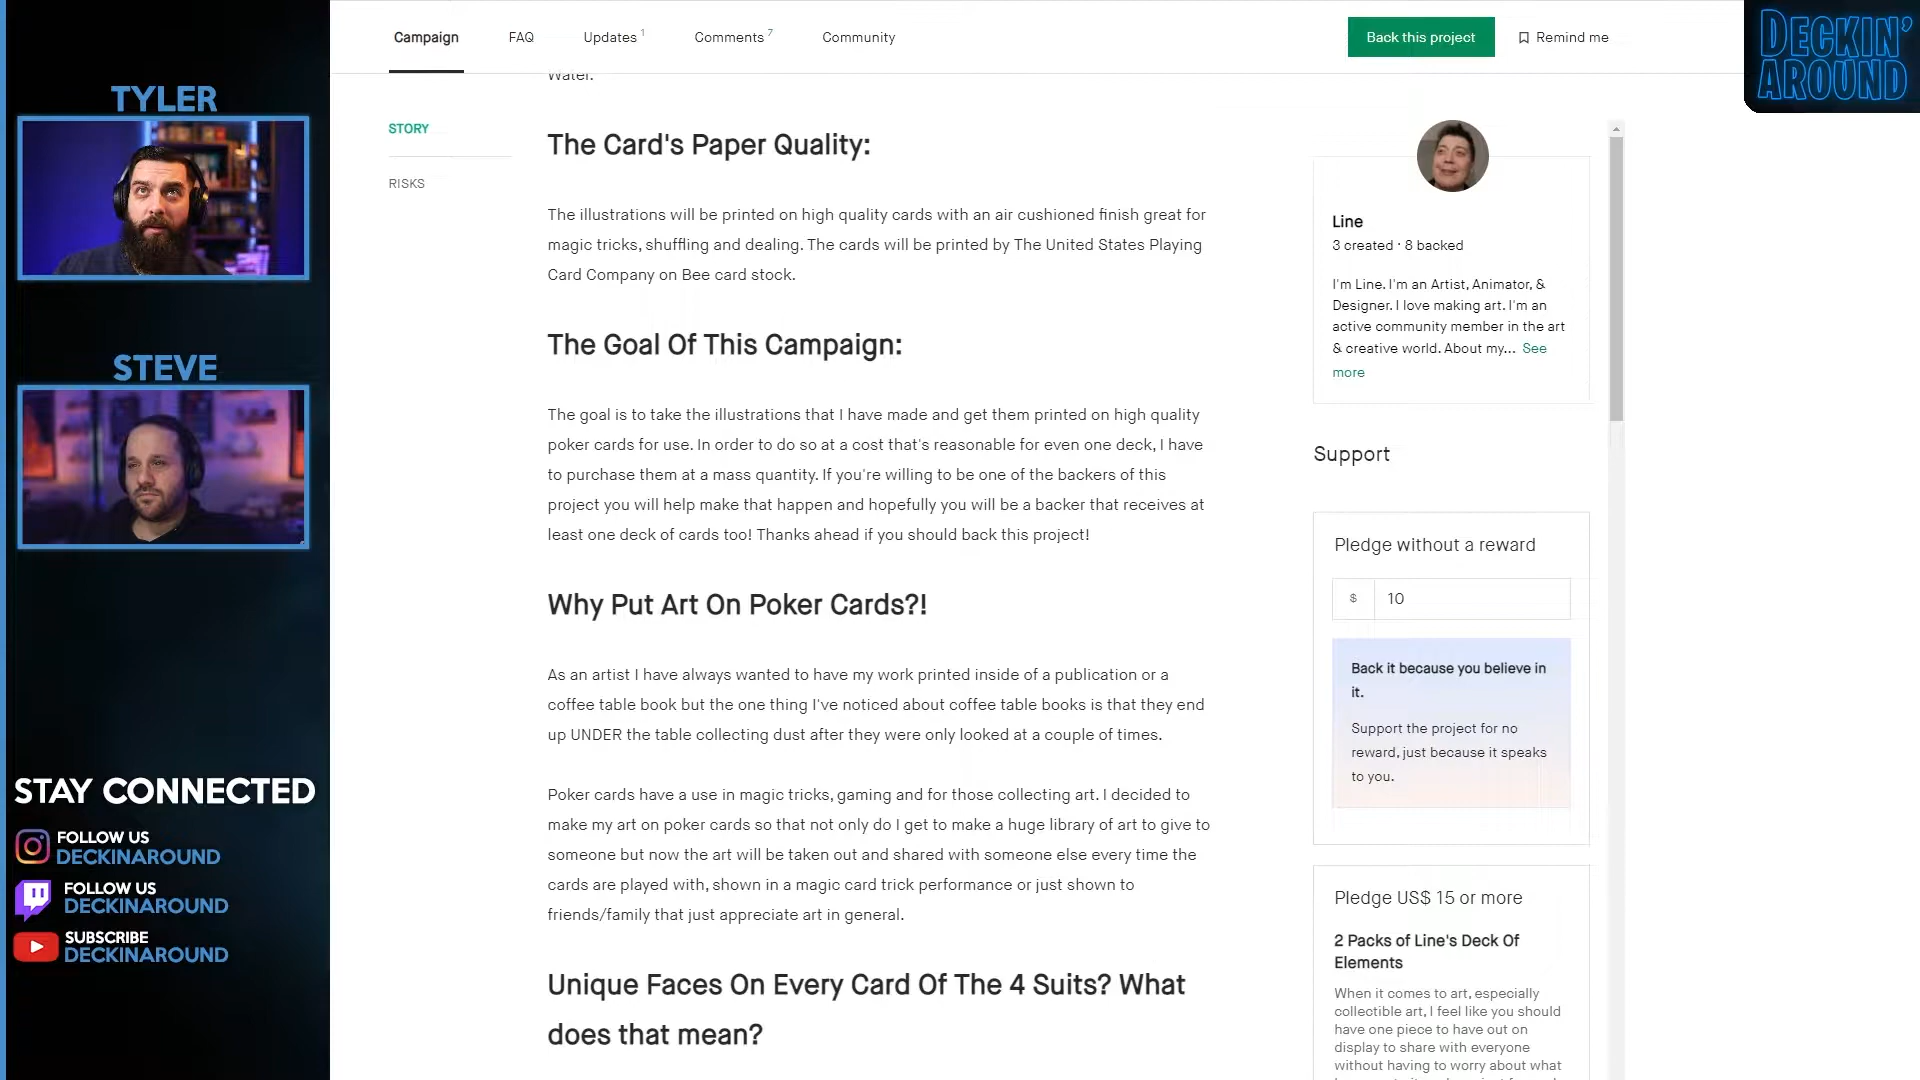 TYLER
STEVE
STAY CONNECTED
FOLLOW US
DECKINAROUND
FOLLOW US
DECKINAROUND
SUBSCRIBE
DECKINAROUND
Campaign
FAQ
Updates 1
Comments 7
Community
Back this project
Remind me
DECKIN'
AROUND
STORY
RISKS
Water.
The Card's Paper Quality:
The illustrations will be printed on high quality cards with an air cushioned finish great for
magic tricks, shuffling and dealing. The cards will be printed by The United States Playing
Card Company on Bee card stock.
The Goal Of This Campaign:
The goal is to take the illustrations that I have made and get them printed on high quality
poker cards for use. In order to do so at a cost that's reasonable for even one deck, I have
to purchase them at a mass quantity. If you're willing to be one of the backers of this
project you will help make that happen and hopefully you will be a backer that receives at
least one deck of cards too! Thanks ahead if you should back this project!
Why Put Art On Poker Cards?!
As an artist I have always wanted to have my work printed inside of a publication or a
coffee table book but the one thing I've noticed about coffee table books is that they end
up UNDER the table collecting dust after they were only looked at a couple of times.
Poker cards have a use in magic tricks, gaming and for those collecting art. I decided to
make my art on poker cards so that not only do I get to make a huge library of art to give to
someone but now the art will be taken out and shared with someone else every time the
cards are played with, shown in a magic card trick performance or just shown to
friends/family that just appreciate art in general.
Unique Faces On Every Card Of The 4 Suits? What
does that mean?
Line
3 created · 8 backed
I'm Line. I'm an Artist, Animator, &
Designer. I love making art. I'm an
active community member in the art
& creative world. About my... See
more
Support
Pledge without a reward
$ 10
Back it because you believe in
it.
Support the project for no
reward, just because it speaks
to you.
Pledge US$ 15 or more
2 Packs of Line's Deck Of
Elements
When it comes to art, especially
collectible art, I feel like you should
have one piece to have out on
display to share with everyone
without having to worry about what